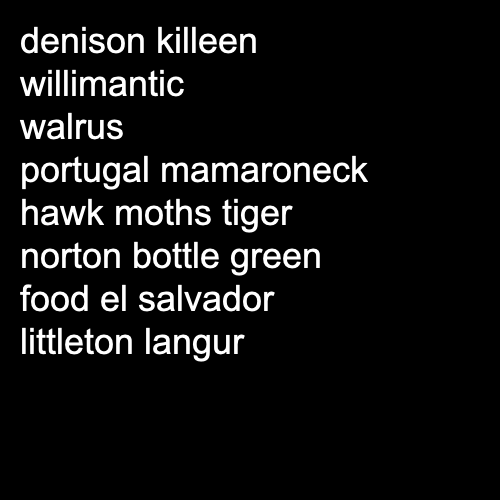 denison killeen
willimantic
walrus
portugal mamaroneck
hawk moths tiger
norton bottle green
food el salvador
littleton langur